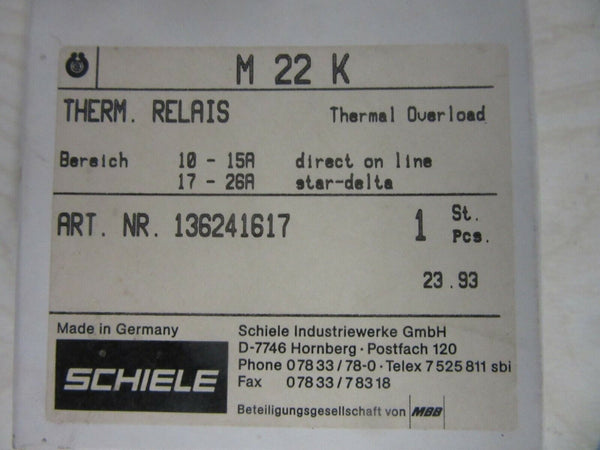 M 22 K
THERM. RELAIS Thermal Overload
Bereich 10 - 15A direct on line
17 - 26A star-delta
ART. NR. 136241617 1 St. Pcs.
23.93
Made in Germany
SCHIELE
Schiele Industriewerke GmbH
D-7746 Hornberg · Postfach 120
Phone 07833/78-0 · Telex 7525811 sbi
Fax 07833/78318
Beteiligungsgesellschaft von MBB